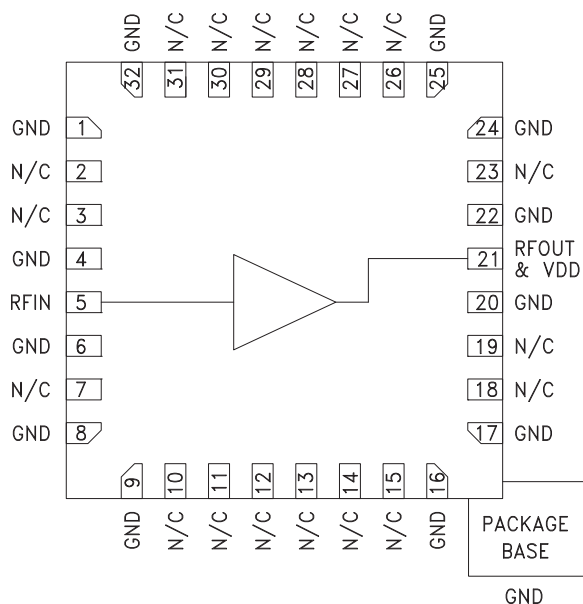 GND N/C N/C N/C N/C N/C N/C GND
32 31 30 29 28 27 26 25
GND 1
N/C 2
N/C 3
GND 4
RFIN 5
GND 6
N/C 7
GND 8
24 GND
23 N/C
22 GND
21 RFOUT
& VDD
20 GND
19 N/C
18 N/C
17 GND
9 10 11 12 13 14 15 16
GND N/C N/C N/C N/C N/C N/C GND
PACKAGE
BASE
GND